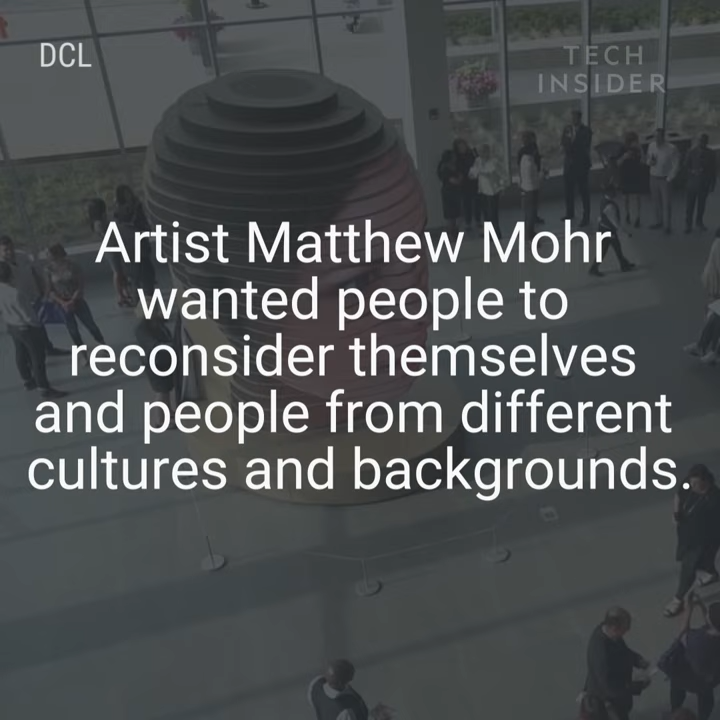 DCL
TECH
INSIDER
Artist Matthew Mohr
wanted people to
reconsider themselves
and people from different
cultures and backgrounds.